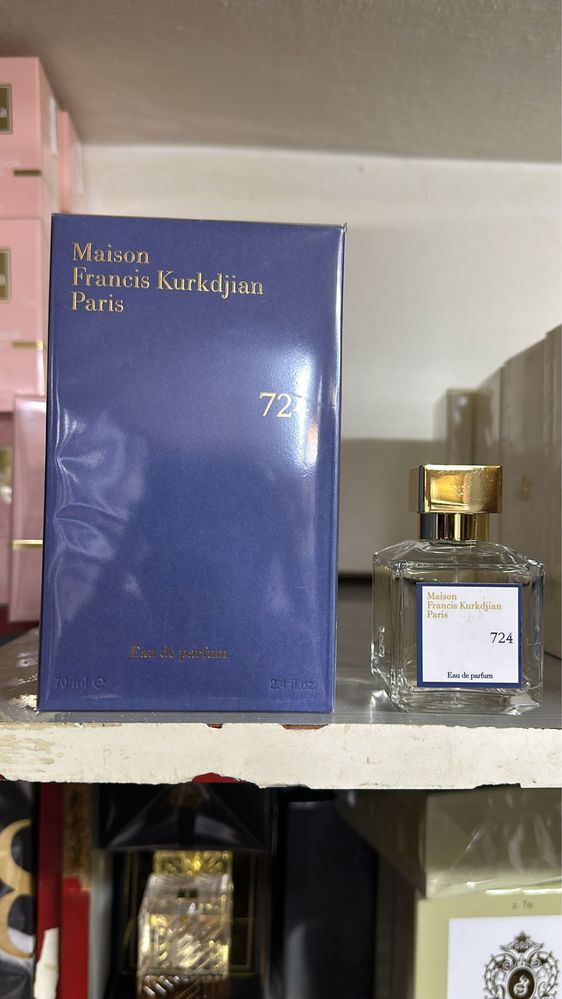 Maison
Francis Kurkdjian
Paris
724
Eau de parfum
70 ml e
2.4 fl.oz.
Maison
Francis Kurkdjian
Paris
724
Eau de parfum